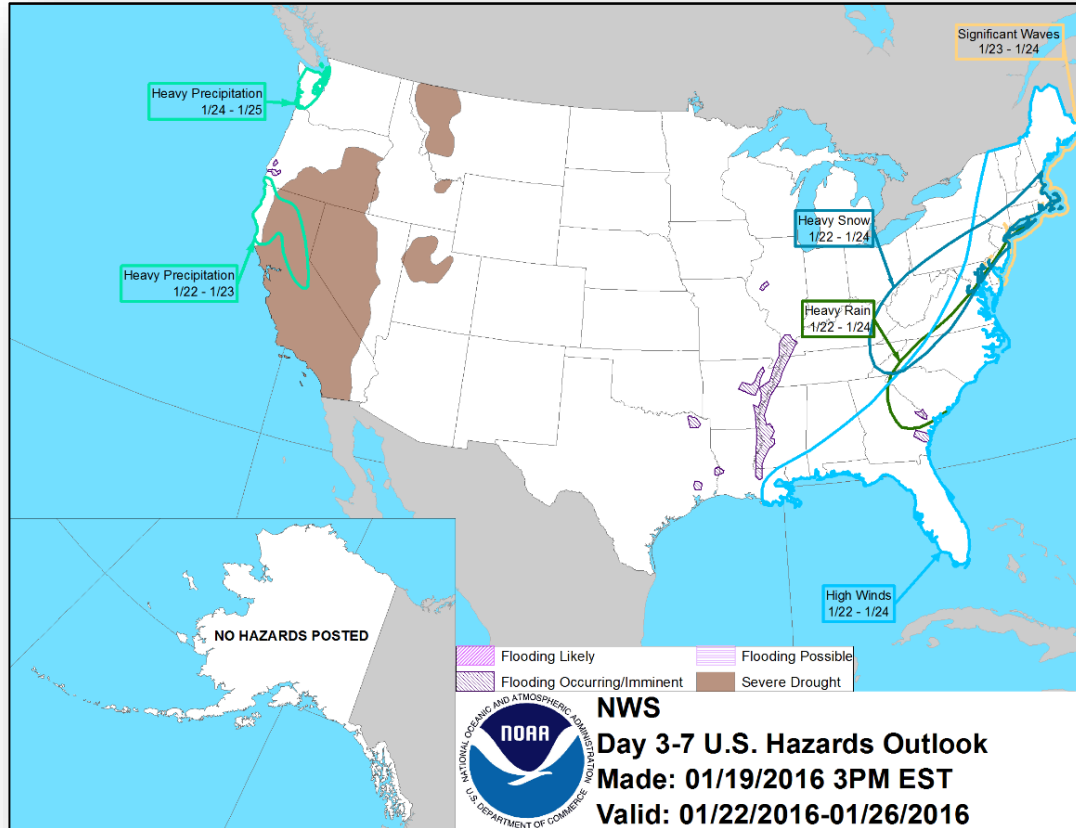 Significant Waves
1/23 - 1/24
Heavy Precipitation
1/24 - 1/25
Heavy Snow
1/22 - 1/24
Heavy Precipitation
1/22 - 1/23
Heavy Rain
1/22 - 1/24
High Winds
1/22 - 1/24
NO HAZARDS POSTED
Flooding Likely
Flooding Possible
Flooding Occurring/Imminent
Severe Drought
NATIONAL OCEANIC AND ATMOSPHERIC ADMINISTRATION
NOAA
U.S. DEPARTMENT OF COMMERCE
NWS
Day 3-7 U.S. Hazards Outlook
Made: 01/19/2016 3PM EST
Valid: 01/22/2016-01/26/2016